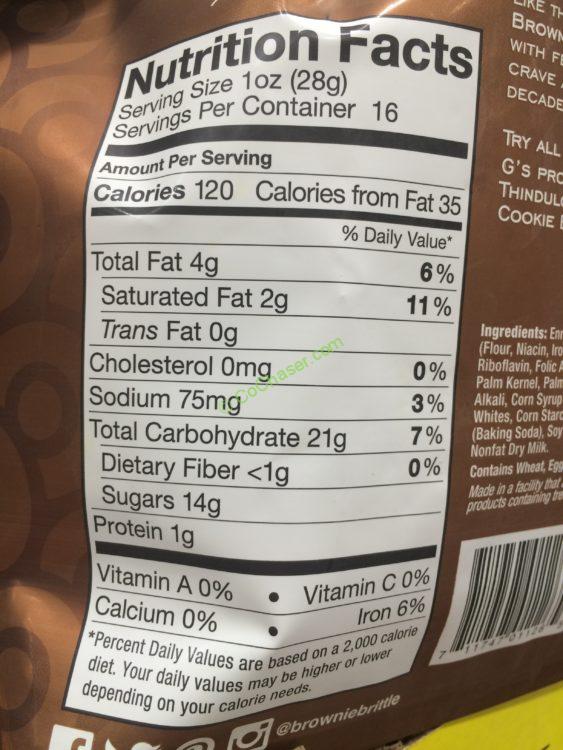 Nutrition Facts
Serving Size 1oz (28g)
Servings Per Container 16
Amount Per Serving
Calories 120 Calories from Fat 35
% Daily Value*
Total Fat 4g 6%
Saturated Fat 2g 11%
Trans Fat 0g
Cholesterol 0mg 0%
Sodium 75mg 3%
Total Carbohydrate 21g 7%
Dietary Fiber <1g 0%
Sugars 14g
Protein 1g
Vitamin A 0% • Vitamin C 0%
Calcium 0% • Iron 6%
*Percent Daily Values are based on a 2,000 calorie
diet. Your daily values may be higher or lower
depending on your calorie needs.
@browniebrittle
CoChaser.com
LIKE
BROWN
WITH
CRAVE
DECADE
TRY ALL
G'S
THINDUL
COOKIE
Ingredients:
(Flour, Niacin,
Riboflavin, Folic
Palm Kernel, Palm
Alkali, Corn Syrup
Whites, Corn
(Baking Soda), Soy
Nonfat Dry Milk.
Contains Wheat,
Made in a facility that
products containing